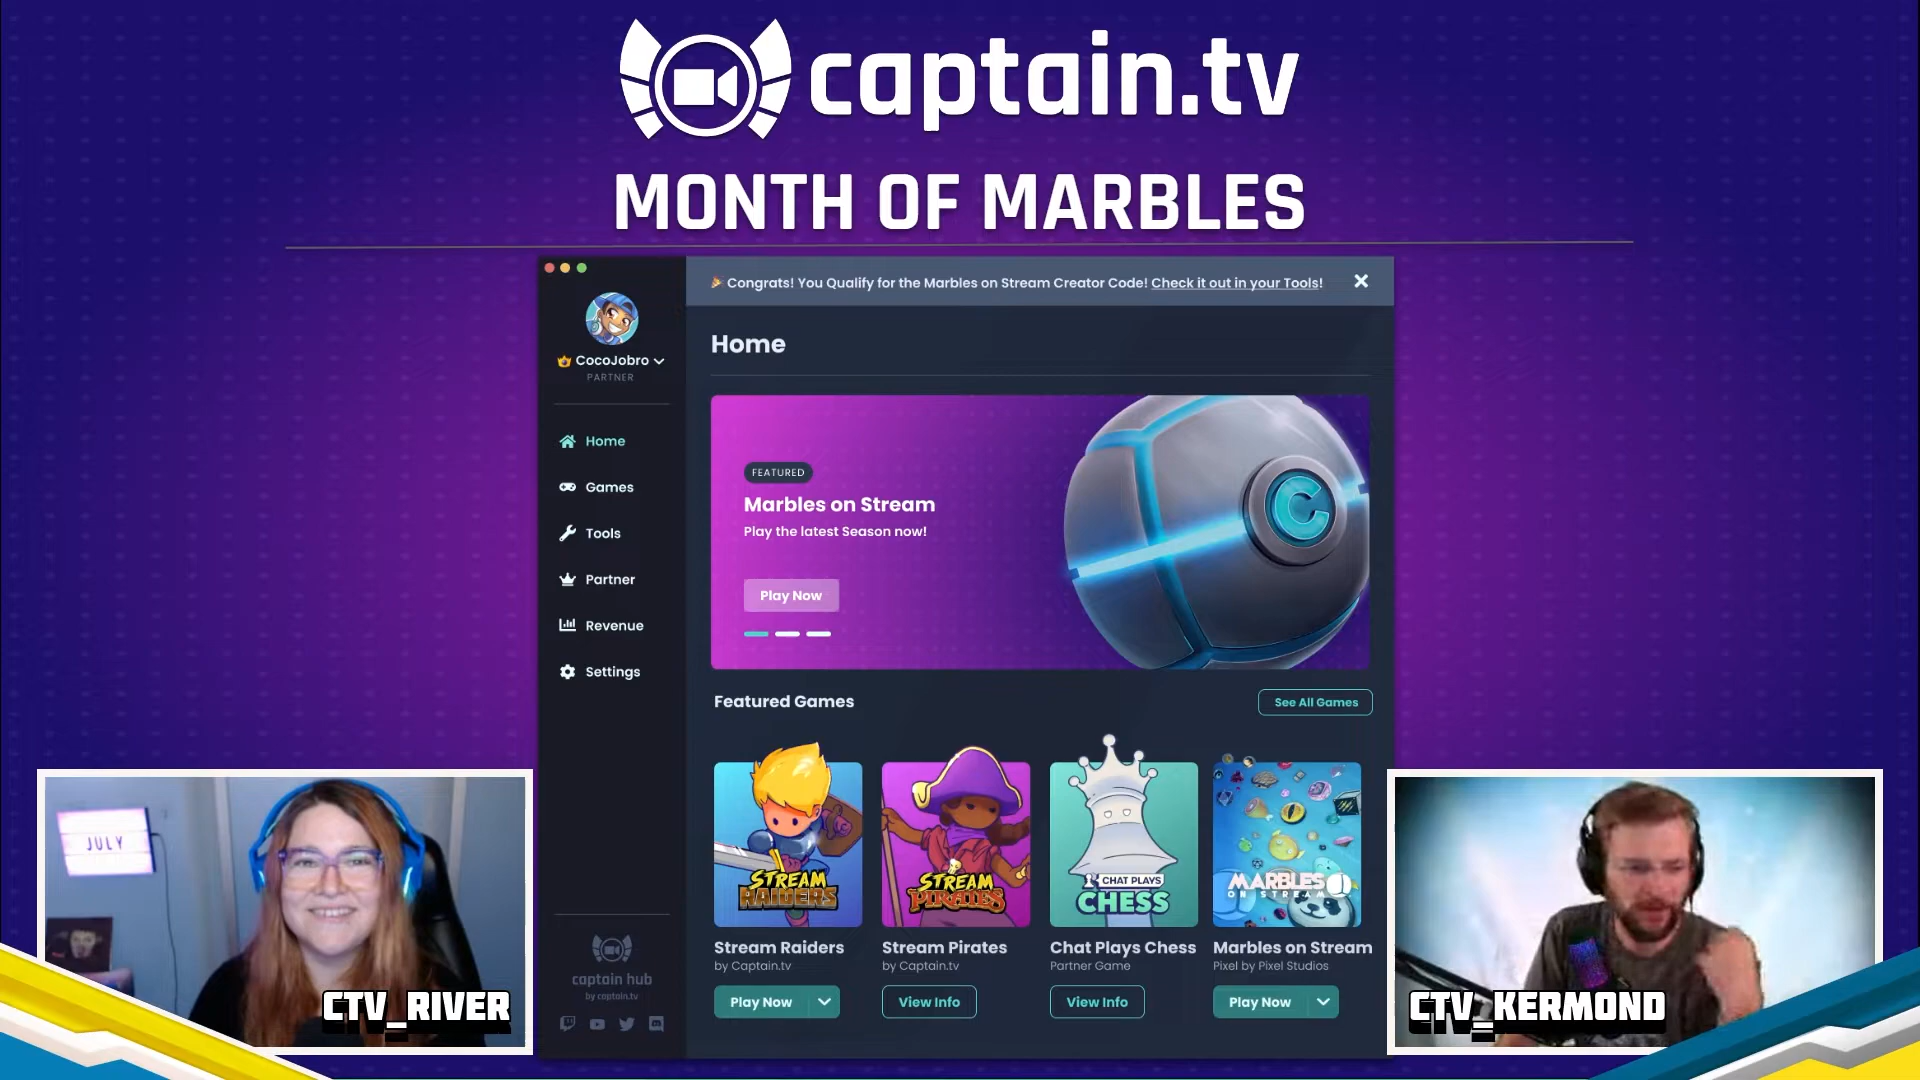 captain.tv
MONTH OF MARBLES
Congrats! You Qualify for the Marbles on Stream Creator Code! Check it out in your Tools!
CocoJobro
PARTNER
Home
Games
Tools
Partner
Revenue
Settings
captain hub
by captain.tv
Home
FEATURED
Marbles on Stream
Play the latest Season now!
Play Now
C
Featured Games
See All Games
STREAM
RAIDERS
Stream Raiders
by Captain.tv
Play Now
STREAM
PIRATES
Stream Pirates
by Captain.tv
View Info
CHAT PLAYS
CHESS
Chat Plays Chess
Partner Game
View Info
MARBLES
ON STREAM
Marbles on Stream
Pixel by Pixel Studios
Play Now
JULY
CTV_RIVER
CTV_KERMOND